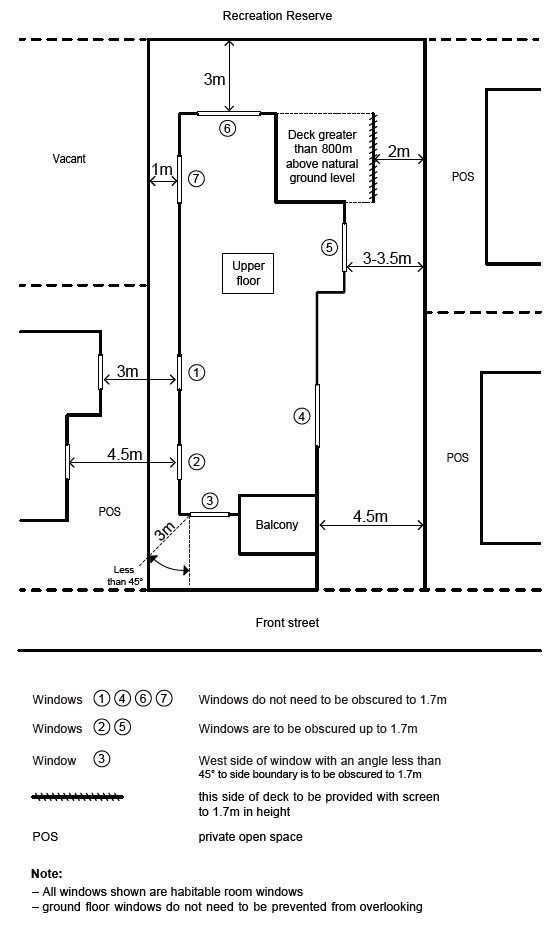 Recreation Reserve
3m
Deck greater
than 800m
above natural
ground level
6
Vacant
2m
1m
7
POS
5
3-3.5m
Upper
floor
3m
1
4
4.5m
2
POS
3
POS
3m
Balcony
4.5m
Less
than 45°
Front street
Windows 1 4 6 7 Windows do not need to be obscured to 1.7m
Windows 2 5 Windows are to be obscured up to 1.7m
Window 3 West side of window with an angle less than
45° to side boundary is to be obscured to 1.7m
this side of deck to be provided with screen
to 1.7m in height
POS private open space
Note:
– All windows shown are habitable room windows
– ground floor windows do not need to be prevented from overlooking